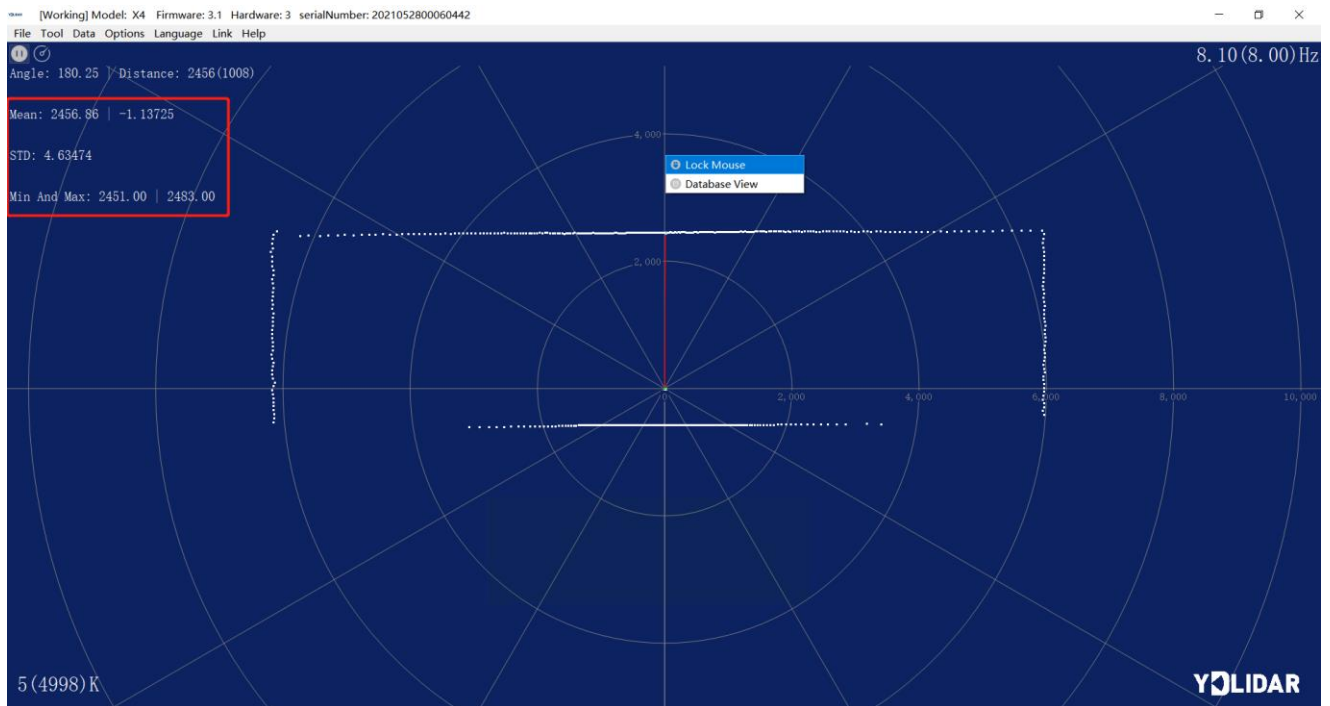 [Working] Model: X4 Firmware: 3.1 Hardware: 3 serialNumber: 2021052800060442
File Tool Data Options Language Link Help
8.10(8.00)Hz
Angle: 180.25 | Distance: 2456(1008)
Mean: 2456.86 | -1.13725
STD: 4.63474
Min And Max: 2451.00 | 2483.00
4,000
Lock Mouse
Database View
2,000
0 2,000 4,000 6,000 8,000 10,000
5(4998)K
YDLIDAR